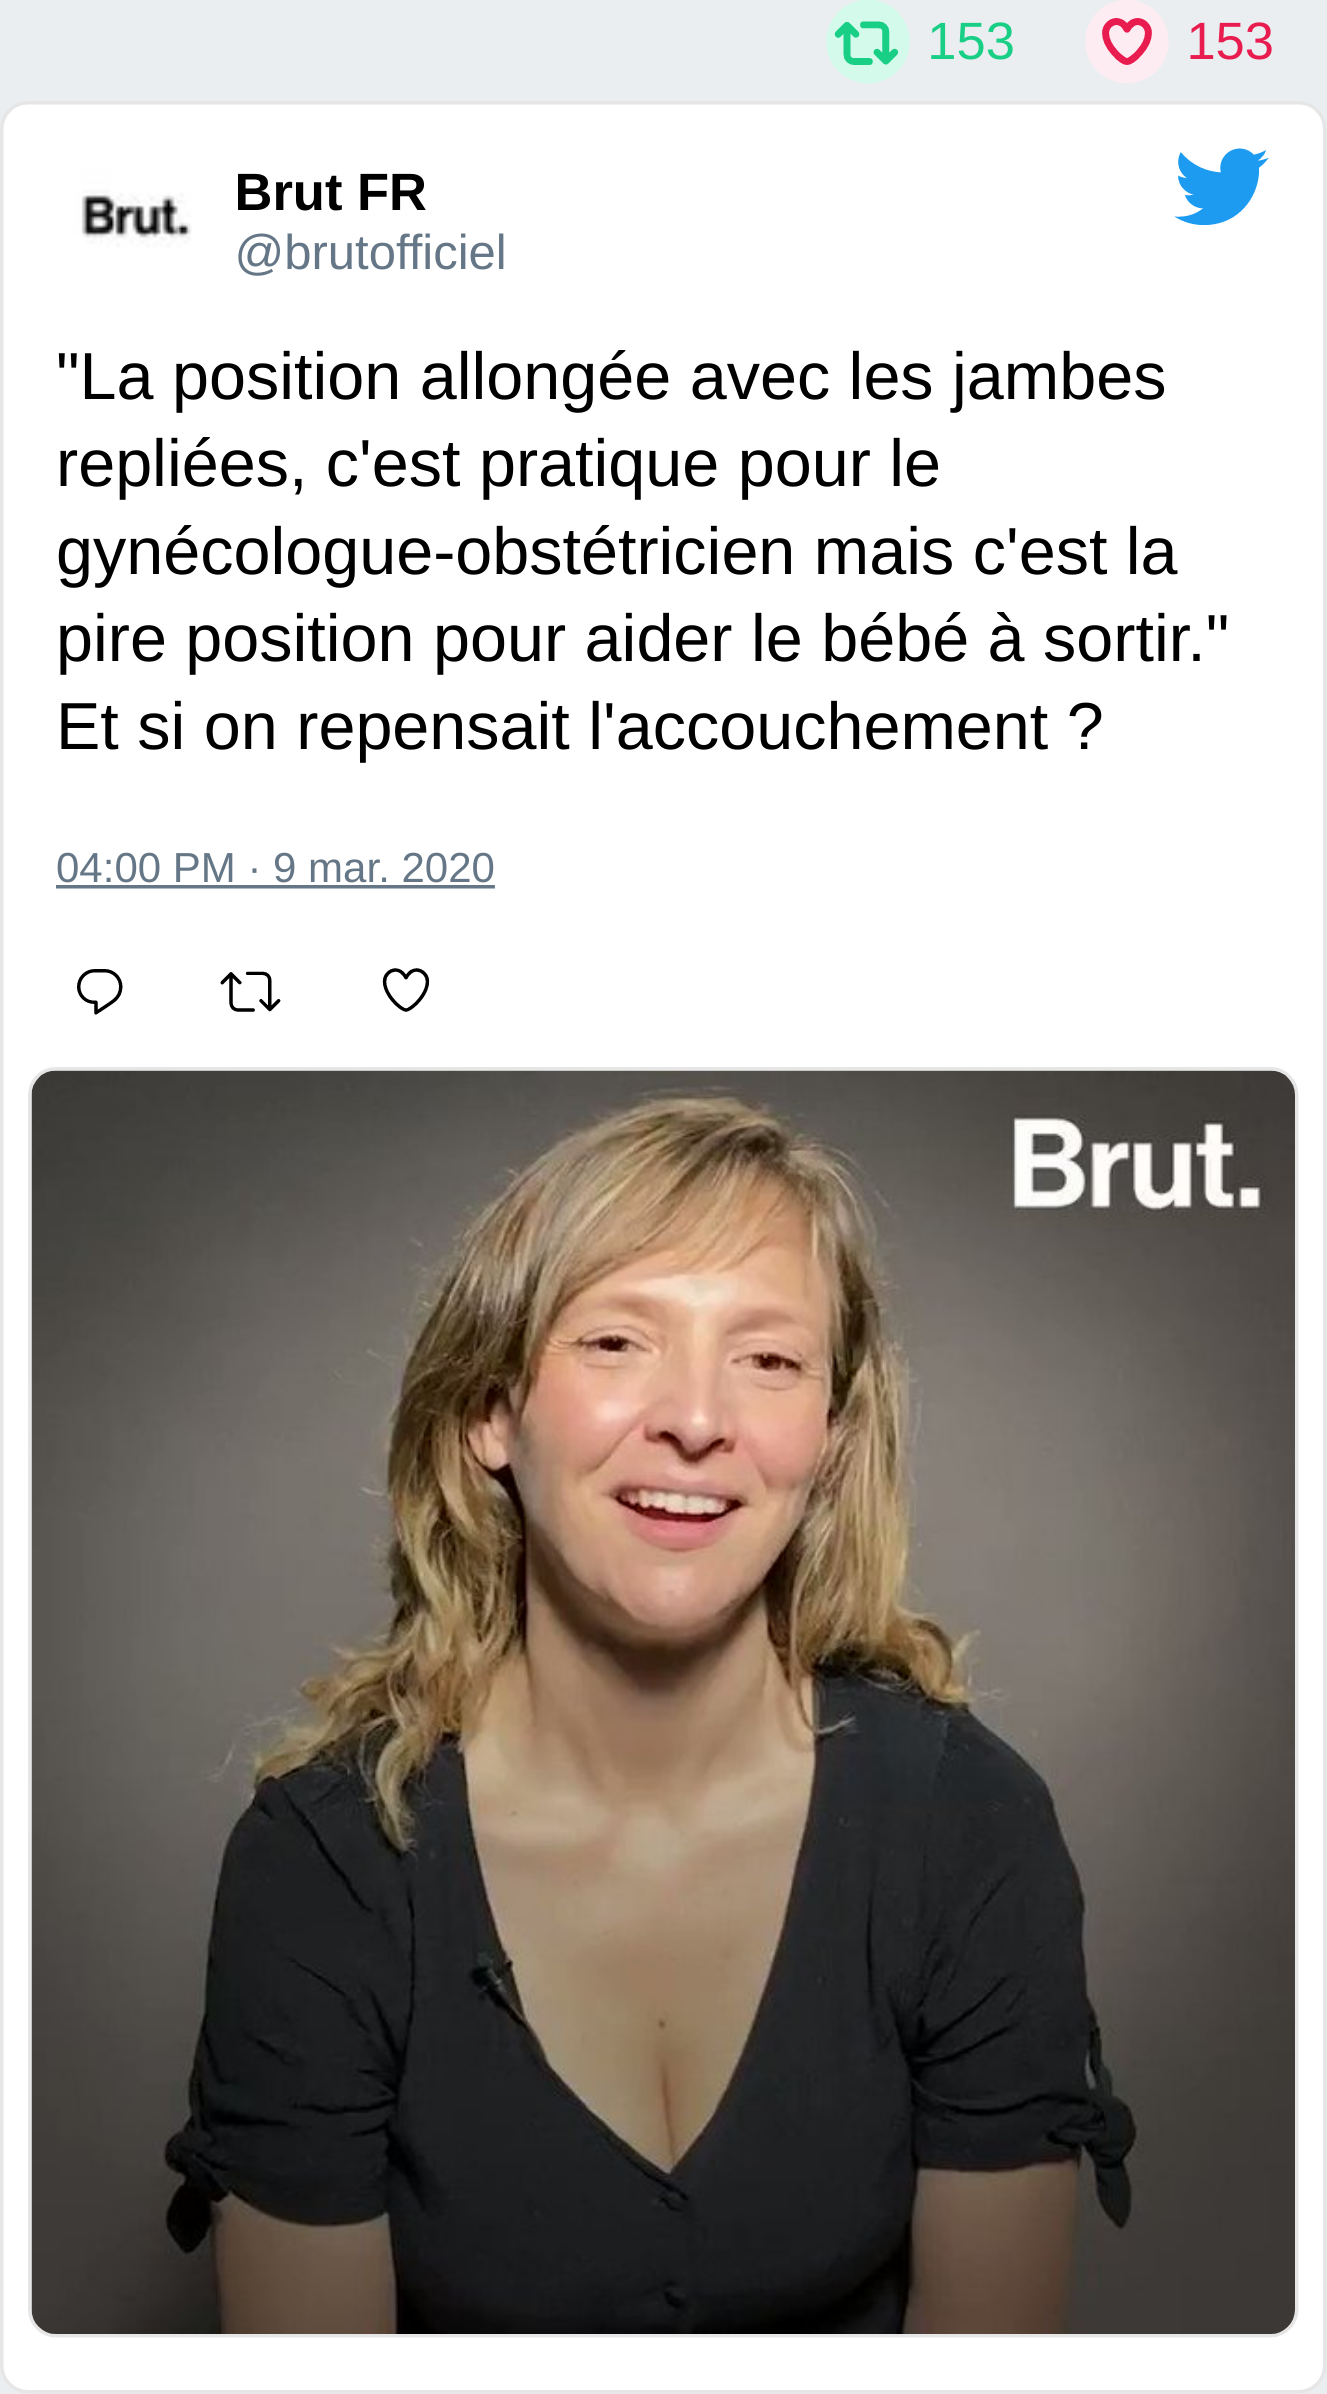 153 153
Brut.
Brut FR
@brutofficiel
"La position allongée avec les jambes
repliées, c'est pratique pour le
gynécologue-obstétricien mais c'est la
pire position pour aider le bébé à sortir."
Et si on repensait l'accouchement ?
04:00 PM · 9 mar. 2020
Brut.